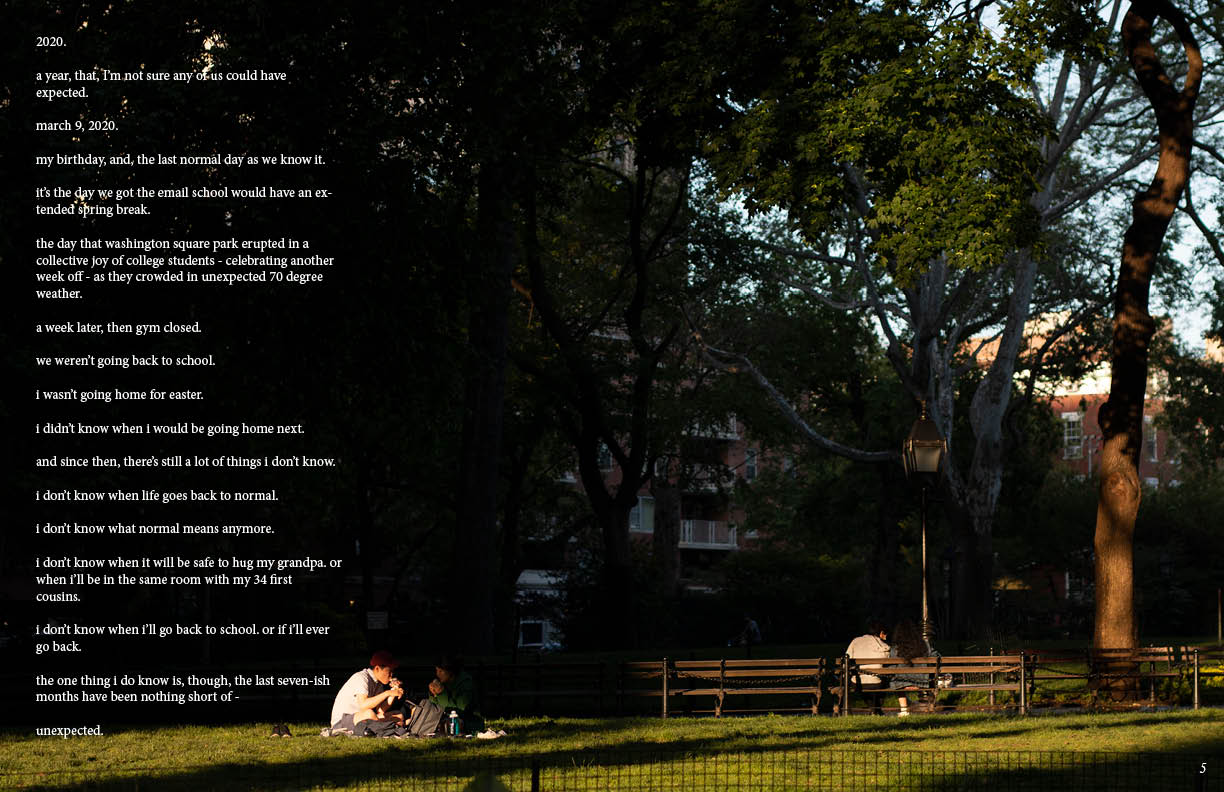 2020.
a year, that, I'm not sure any of us could have
expected.
march 9, 2020.
my birthday, and, the last normal day as we know it.
it's the day we got the email school would have an ex-
tended spring break.
the day that washington square park erupted in a
collective joy of college students - celebrating another
week off - as they crowded in unexpected 70 degree
weather.
a week later, then gym closed.
we weren't going back to school.
i wasn't going home for easter.
i didn't know when i would be going home next.
and since then, there's still a lot of things i don't know.
i don't know when life goes back to normal.
i don't know what normal means anymore.
i don't know when it will be safe to hug my grandpa. or
when i'll be in the same room with my 34 first
cousins.
i don't know when i'll go back to school. or if i'll ever
go back.
the one thing i do know is, though, the last seven-ish
months have been nothing short of -
unexpected.
5